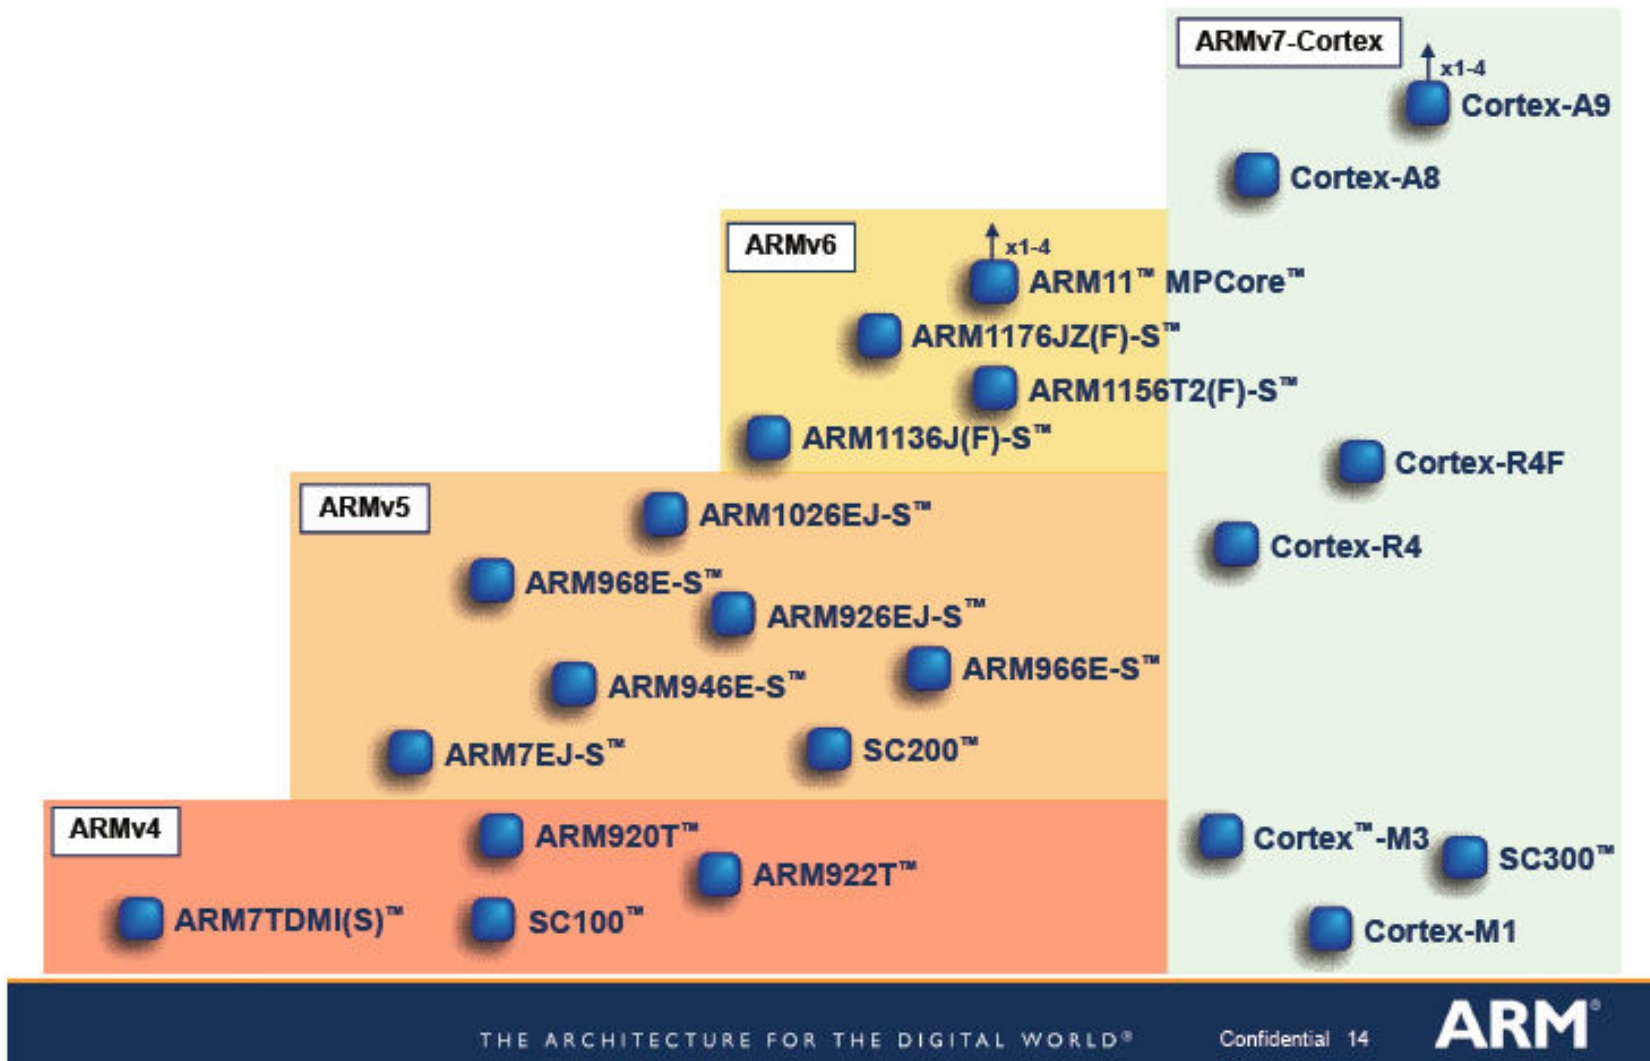 ARMv7-Cortex
x1-4
Cortex-A9
Cortex-A8
ARMv6
x1-4
ARM11™ MPCore™
ARM1176JZ(F)-S™
ARM1156T2(F)-S™
ARM1136J(F)-S™
Cortex-R4F
ARMv5
ARM1026EJ-S™
Cortex-R4
ARM968E-S™
ARM926EJ-S™
ARM966E-S™
ARM946E-S™
ARM7EJ-S™
SC200™
ARMv4
ARM920T™
Cortex™-M3
SC300™
ARM922T™
ARM7TDMI(S)™
SC100™
Cortex-M1
THE ARCHITECTURE FOR THE DIGITAL WORLD®
Confidential 14
ARM®